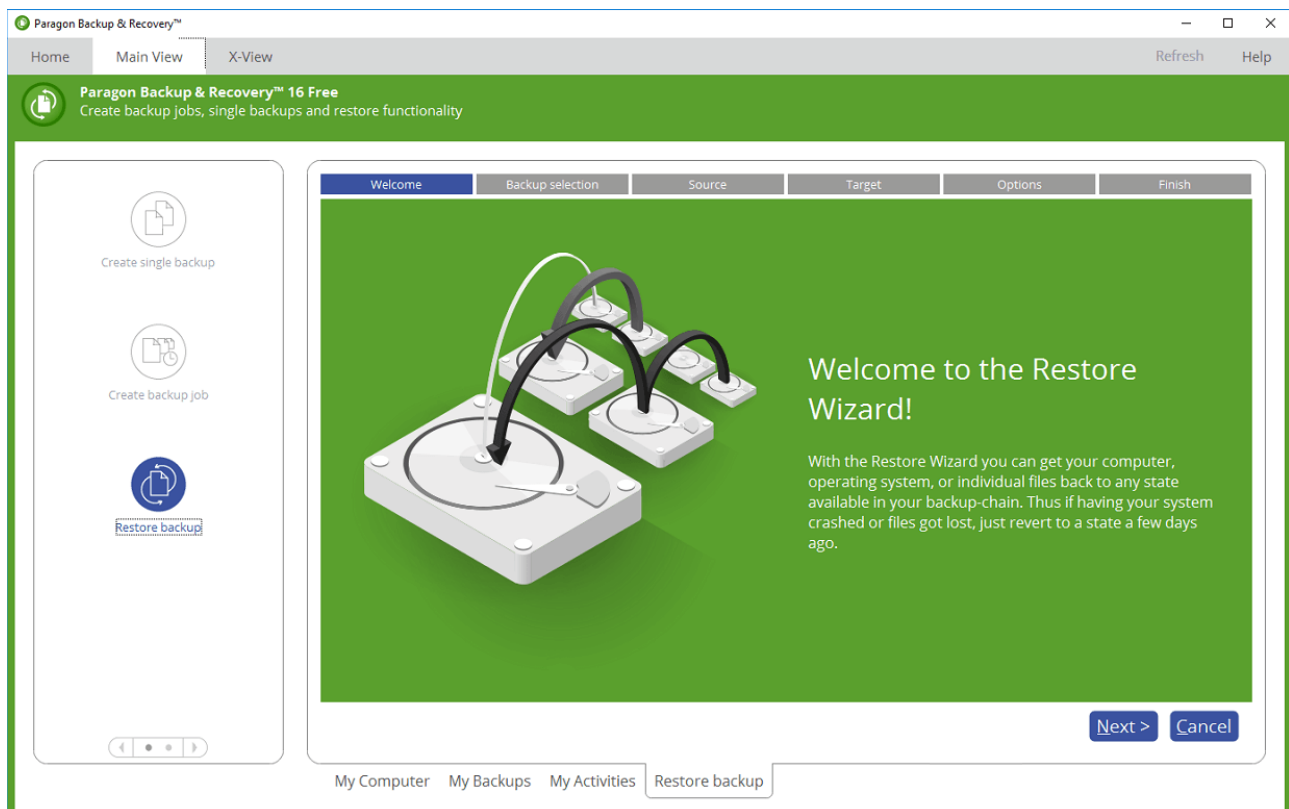 Paragon Backup & Recovery™
Home Main View X-View Refresh Help
Paragon Backup & Recovery™ 16 Free
Create backup jobs, single backups and restore functionality
Create single backup
Create backup job
Restore backup
Welcome Backup selection Source Target Options Finish
Welcome to the Restore
Wizard!
With the Restore Wizard you can get your computer,
operating system, or individual files back to any state
available in your backup-chain. Thus if having your system
crashed or files got lost, just revert to a state a few days
ago.
Next > Cancel
My Computer My Backups My Activities Restore backup